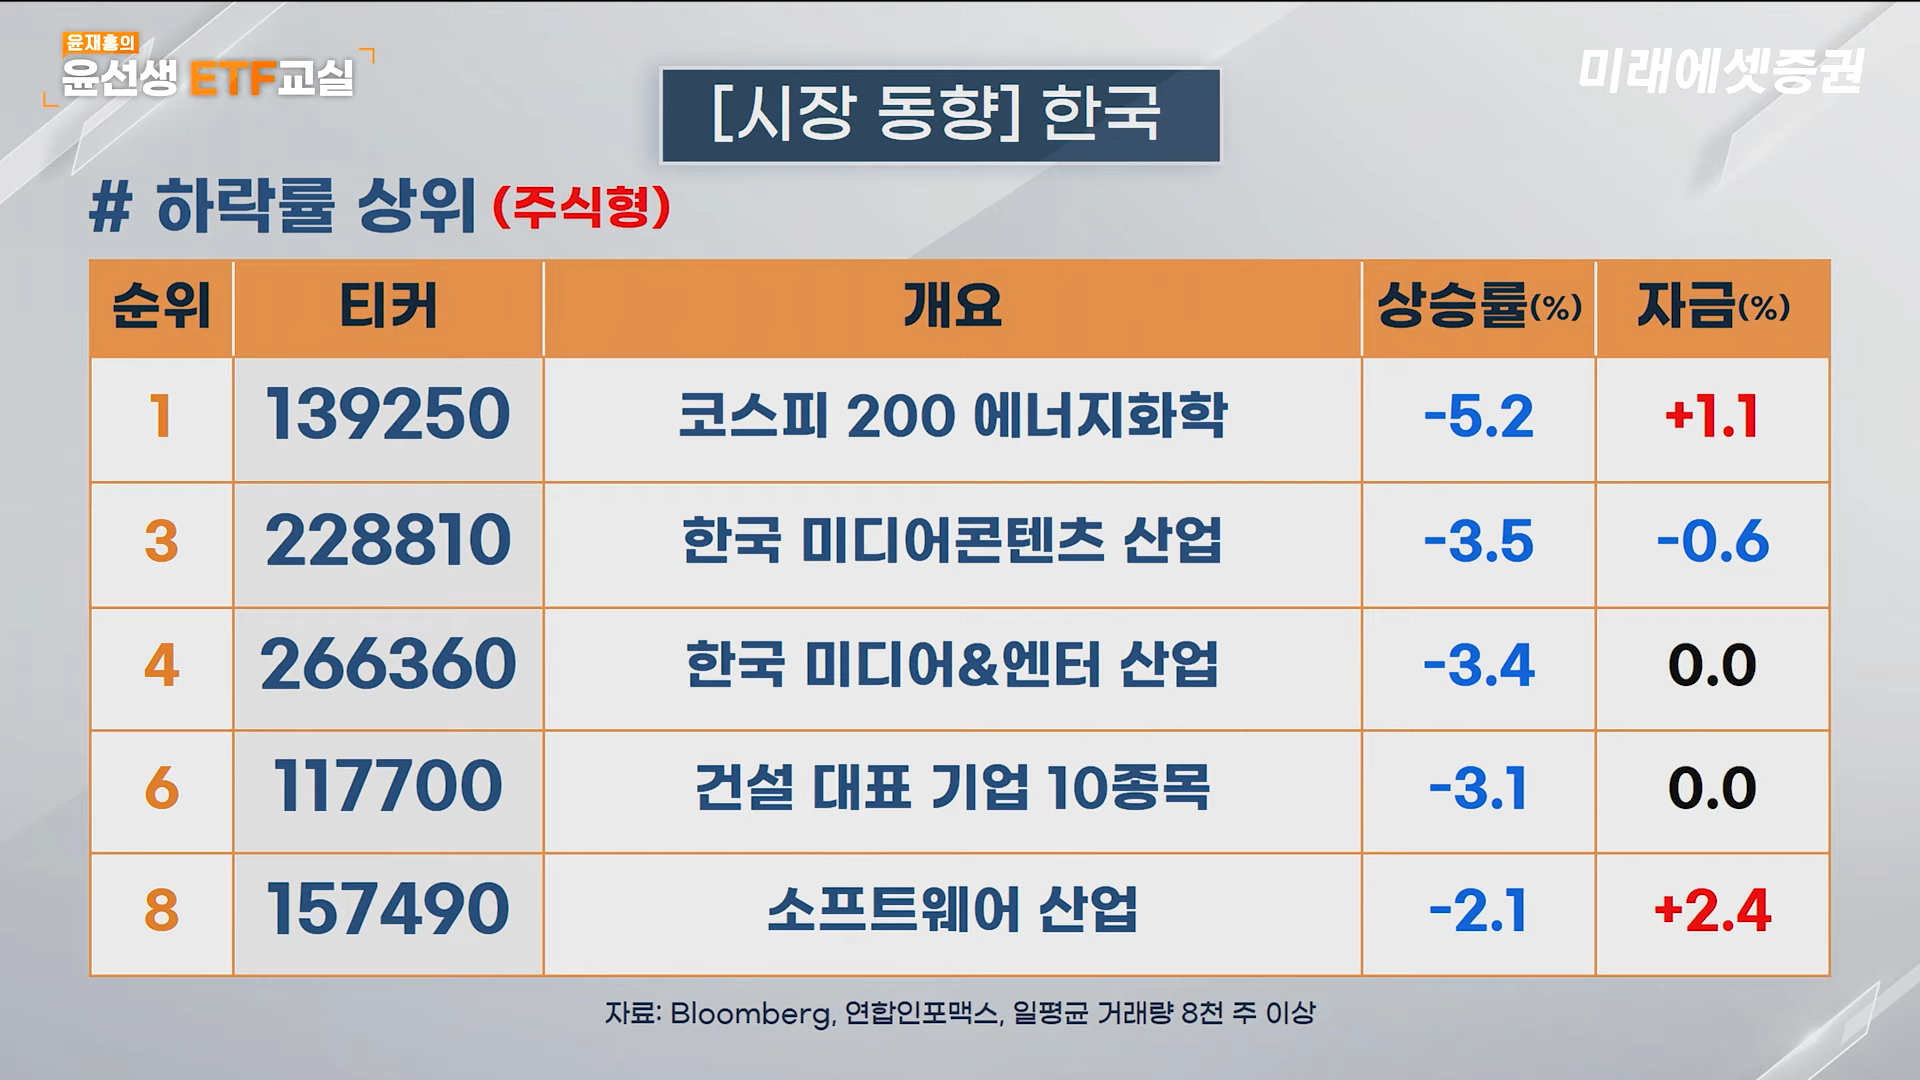 윤재홍의
윤선생 ETF교실
미래에셋증권
[시장 동향] 한국
# 하락률 상위 (주식형)
순위 티커 개요 상승률(%) 자금(%)
1 139250 코스피 200 에너지화학 -5.2 +1.1
3 228810 한국 미디어콘텐츠 산업 -3.5 -0.6
4 266360 한국 미디어&엔터 산업 -3.4 0.0
6 117700 건설 대표 기업 10종목 -3.1 0.0
8 157490 소프트웨어 산업 -2.1 +2.4
자료: Bloomberg, 연합인포맥스, 일평균 거래량 8천 주 이상